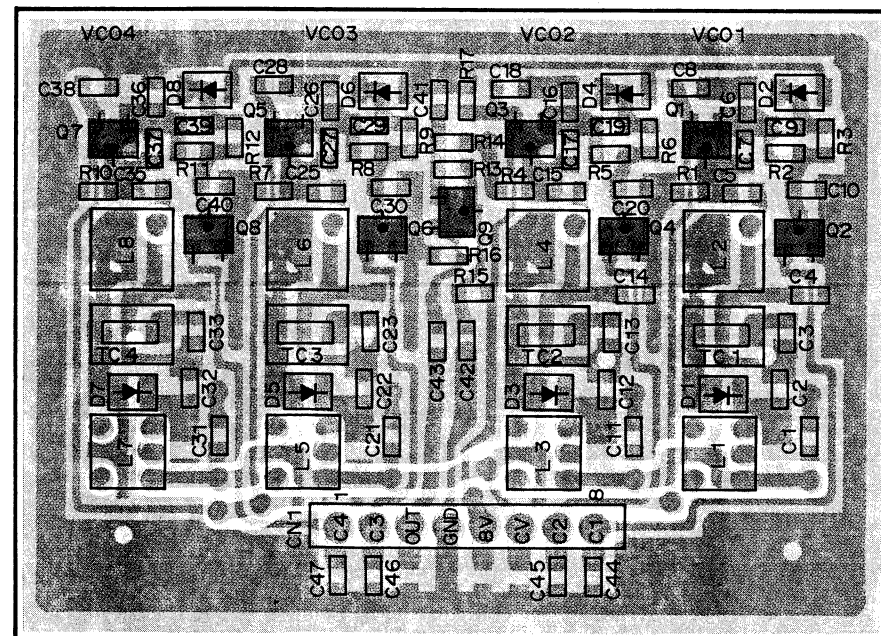 VCO4 VCO3 VCO2 VCO1
C38 C36 D8 C28 C26 D6 C41 R17 C18 C16 D4 C8 C6 D2
Q7 C37 C39 R12 Q5 C27 C29 R9 R14 Q3 C17 C19 R6 Q1 C7 C9 R3
R10 C35 R11 R7 C25 R8 R13 R4 C15 R5 R1 C5 R2 C10
L8 C40 Q8 L6 C30 Q6 Q9 L4 C20 Q4 L2 Q2
R16
R15 C14 C4
TC4 C33 TC3 C23 C43 C42 TC2 C13 TC1 C3
D7 C32 D5 C22 D3 C12 D1 C2
L7 C31 L5 C21 L3 C11 L1 C1
1 8
CN1 C4 C3 OUT GND 8V CV C2 C1
C47 C46 C45 C44